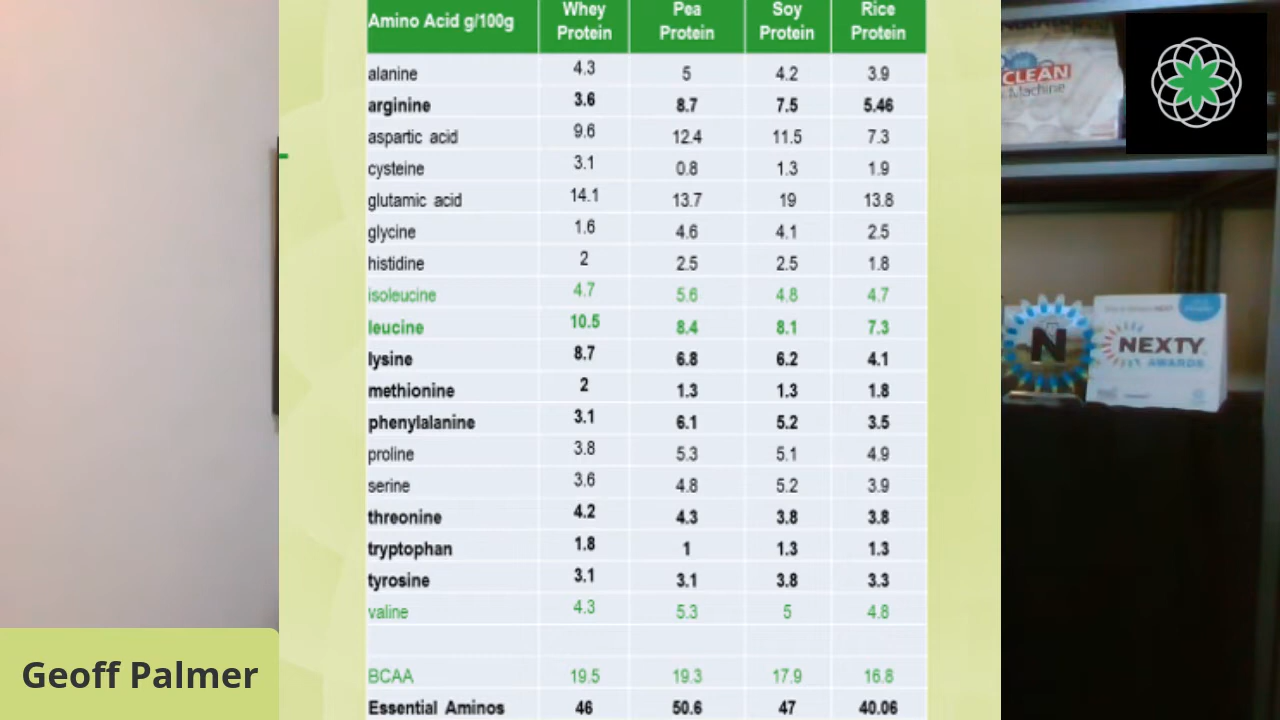 Amino Acid g/100g Whey Protein Pea Protein Soy Protein Rice Protein
alanine 4.3 5 4.2 3.9
arginine 3.6 8.7 7.5 5.46
aspartic acid 9.6 12.4 11.5 7.3
cysteine 3.1 0.8 1.3 1.9
glutamic acid 14.1 13.7 19 13.8
glycine 1.6 4.6 4.1 2.5
histidine 2 2.5 2.5 1.8
isoleucine 4.7 5.6 4.8 4.7
leucine 10.5 8.4 8.1 7.3
lysine 8.7 6.8 6.2 4.1
methionine 2 1.3 1.3 1.8
phenylalanine 3.1 6.1 5.2 3.5
proline 3.8 5.3 5.1 4.9
serine 3.6 4.8 5.2 3.9
threonine 4.2 4.3 3.8 3.8
tryptophan 1.8 1 1.3 1.3
tyrosine 3.1 3.1 3.8 3.3
valine 4.3 5.3 5 4.8
BCAA 19.5 19.3 17.9 16.8
Essential Aminos 46 50.6 47 40.06
Geoff Palmer
CLEAN
Machine
N
NEXTY
AWARDS